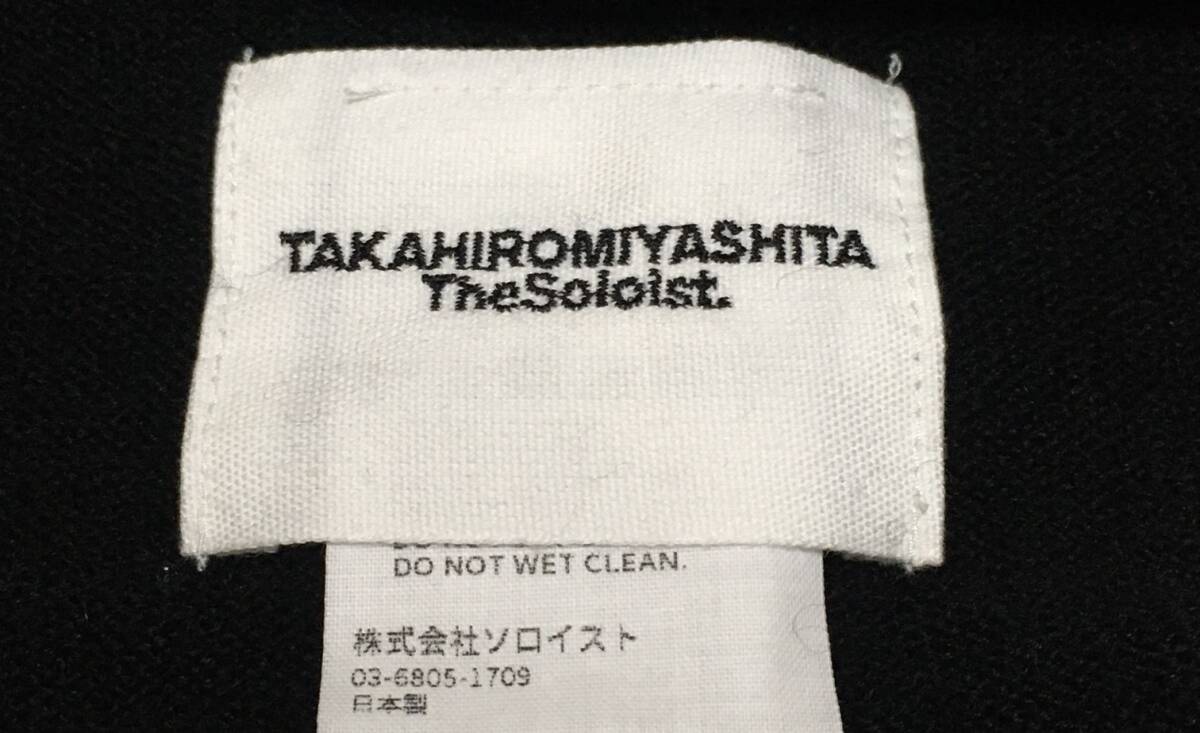 TAKAHIROMIYASHITA
TheSoloist.
DO NOT WET CLEAN.
株式会社ソロイスト
03-6805-1709
日本製